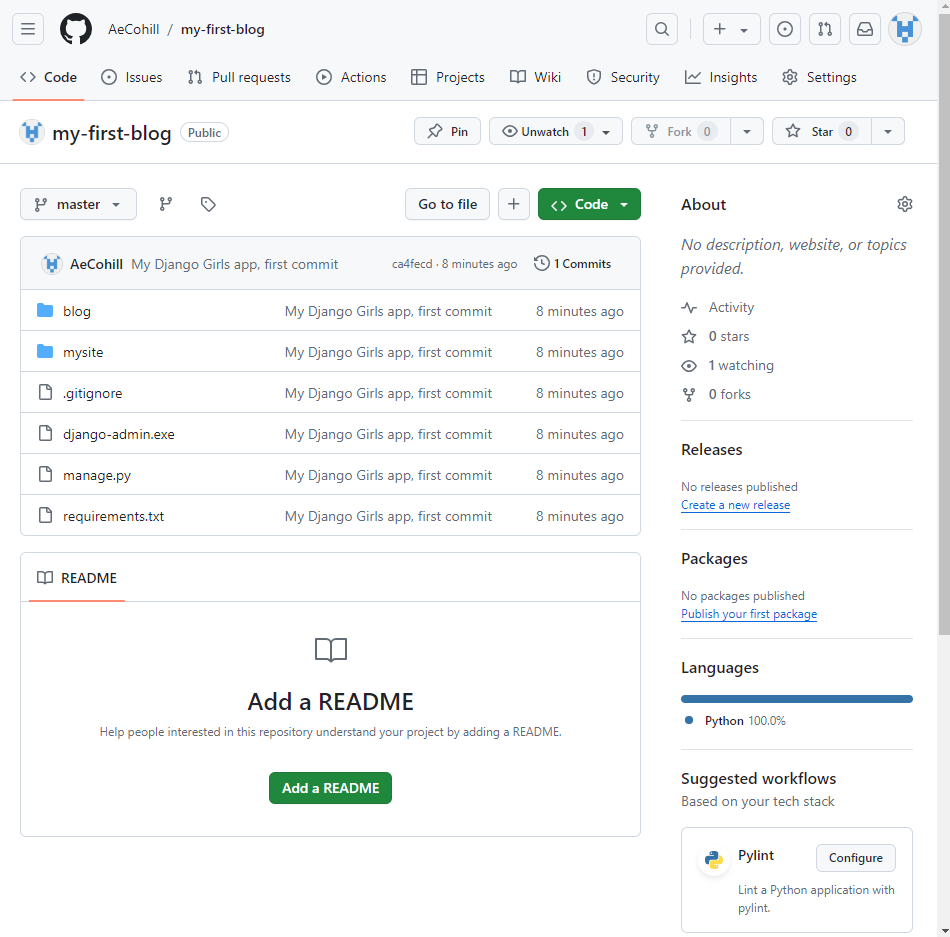 AeCohill / my-first-blog
Code Issues Pull requests Actions Projects Wiki Security Insights Settings
my-first-blog Public Pin Unwatch 1 Fork 0 Star 0
master Go to file Code
AeCohill My Django Girls app, first commit ca4fecd · 8 minutes ago 1 Commits
blog My Django Girls app, first commit 8 minutes ago
mysite My Django Girls app, first commit 8 minutes ago
.gitignore My Django Girls app, first commit 8 minutes ago
django-admin.exe My Django Girls app, first commit 8 minutes ago
manage.py My Django Girls app, first commit 8 minutes ago
requirements.txt My Django Girls app, first commit 8 minutes ago
README
Add a README
Help people interested in this repository understand your project by adding a README.
Add a README
About
No description, website, or topics
provided.
Activity
0 stars
1 watching
0 forks
Releases
No releases published
Create a new release
Packages
No packages published
Publish your first package
Languages
Python 100.0%
Suggested workflows
Based on your tech stack
Pylint Configure
Lint a Python application with
pylint.